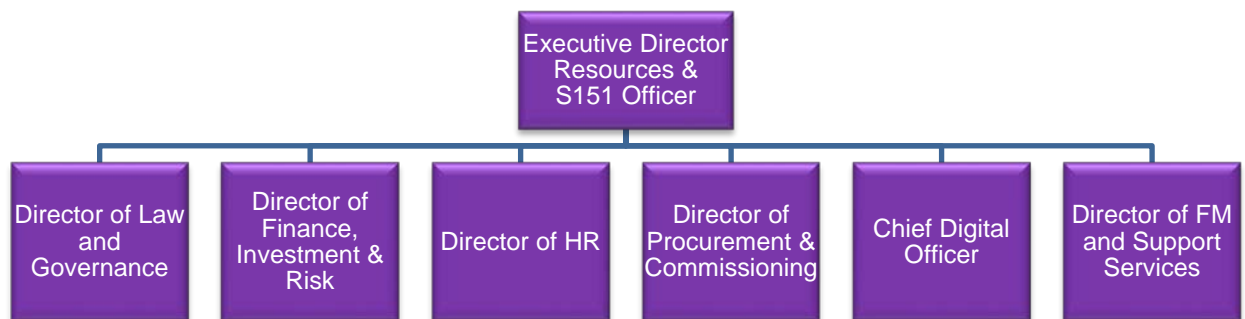 Executive Director
Resources &
S151 Officer
Director of Law
and
Governance
Director of
Finance,
Investment &
Risk
Director of HR
Director of
Procurement &
Commissioning
Chief Digital
Officer
Director of FM
and Support
Services